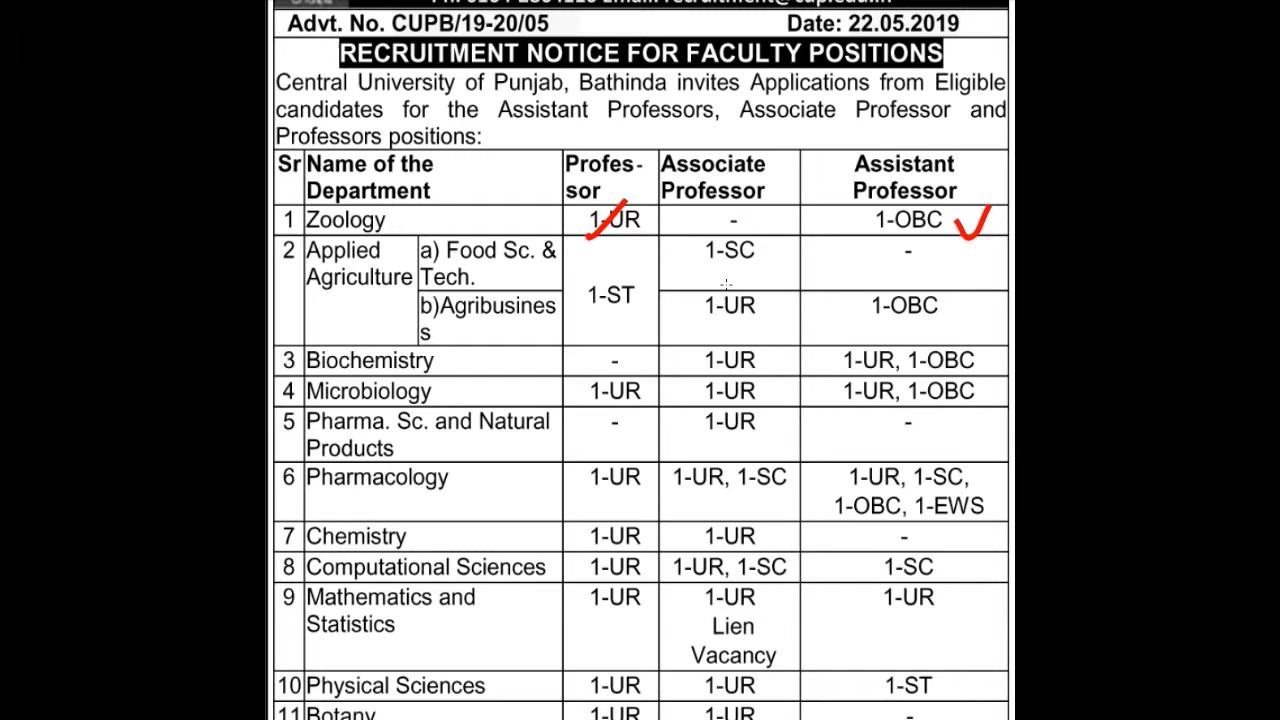 Advt. No. CUPB/19-20/05 Date: 22.05.2019
RECRUITMENT NOTICE FOR FACULTY POSITIONS
Central University of Punjab, Bathinda invites Applications from Eligible
candidates for the Assistant Professors, Associate Professor and
Professors positions:
Sr Name of the Department Profes-sor Associate Professor Assistant Professor
1 Zoology 1-UR - 1-OBC
2 Applied Agriculture a) Food Sc. & Tech. 1-ST 1-SC -
b)Agribusiness 1-UR 1-OBC
3 Biochemistry - 1-UR 1-UR, 1-OBC
4 Microbiology 1-UR 1-UR 1-UR, 1-OBC
5 Pharma. Sc. and Natural Products - 1-UR -
6 Pharmacology 1-UR 1-UR, 1-SC 1-UR, 1-SC,
1-OBC, 1-EWS
7 Chemistry 1-UR 1-UR -
8 Computational Sciences 1-UR 1-UR, 1-SC 1-SC
9 Mathematics and Statistics 1-UR 1-UR Lien Vacancy 1-UR
10 Physical Sciences 1-UR 1-UR 1-ST
11 Botany 1-UR 1-UR -